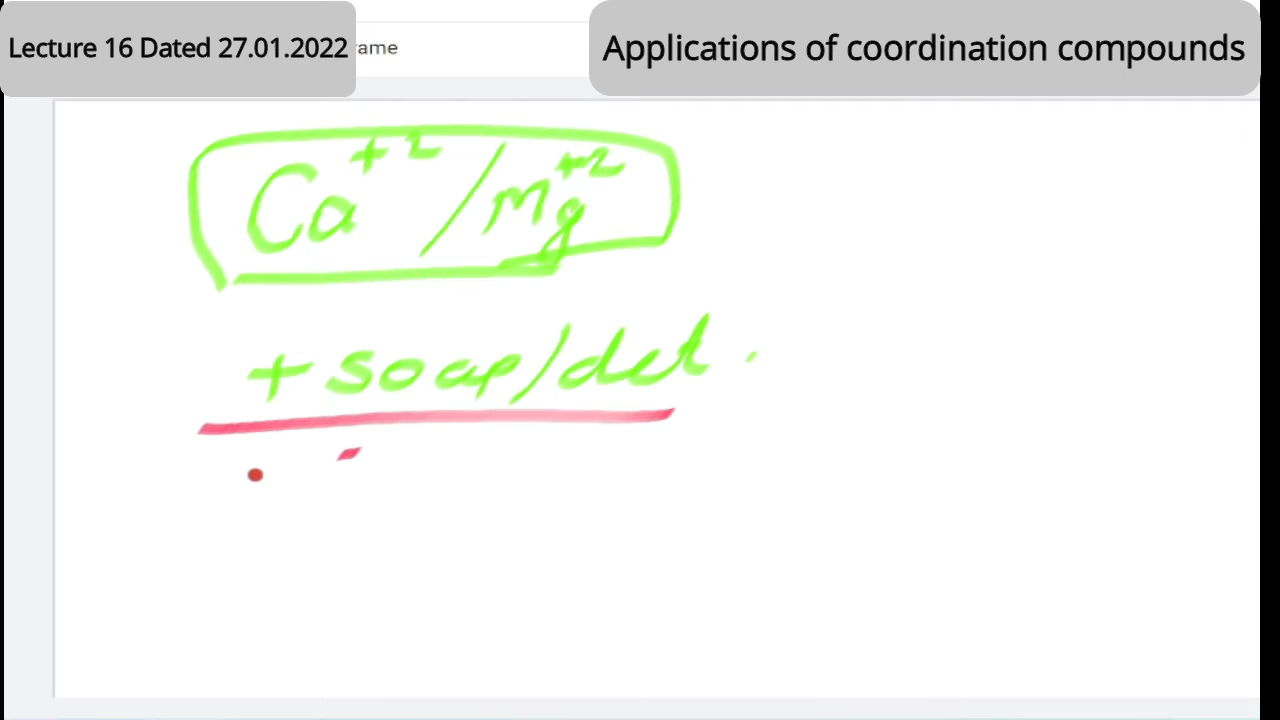 Lecture 16 Dated 27.01.2022
ame
Applications of coordination compounds
Ca+2/Mg+2
+ soap/det.